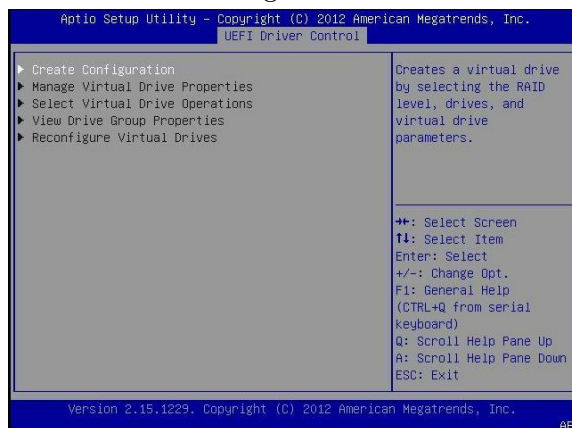 Aptio Setup Utility – Copyright (C) 2012 American Megatrends, Inc.
UEFI Driver Control
▶ Create Configuration
▶ Manage Virtual Drive Properties
▶ Select Virtual Drive Operations
▶ View Drive Group Properties
▶ Reconfigure Virtual Drives
Creates a virtual drive
by selecting the RAID
level, drives, and
virtual drive
parameters.
→←: Select Screen
↑↓: Select Item
Enter: Select
+/-: Change Opt.
F1: General Help
(CTRL+Q from serial
keyboard)
Q: Scroll Help Pane Up
A: Scroll Help Pane Down
ESC: Exit
Version 2.15.1229. Copyright (C) 2012 American Megatrends, Inc.